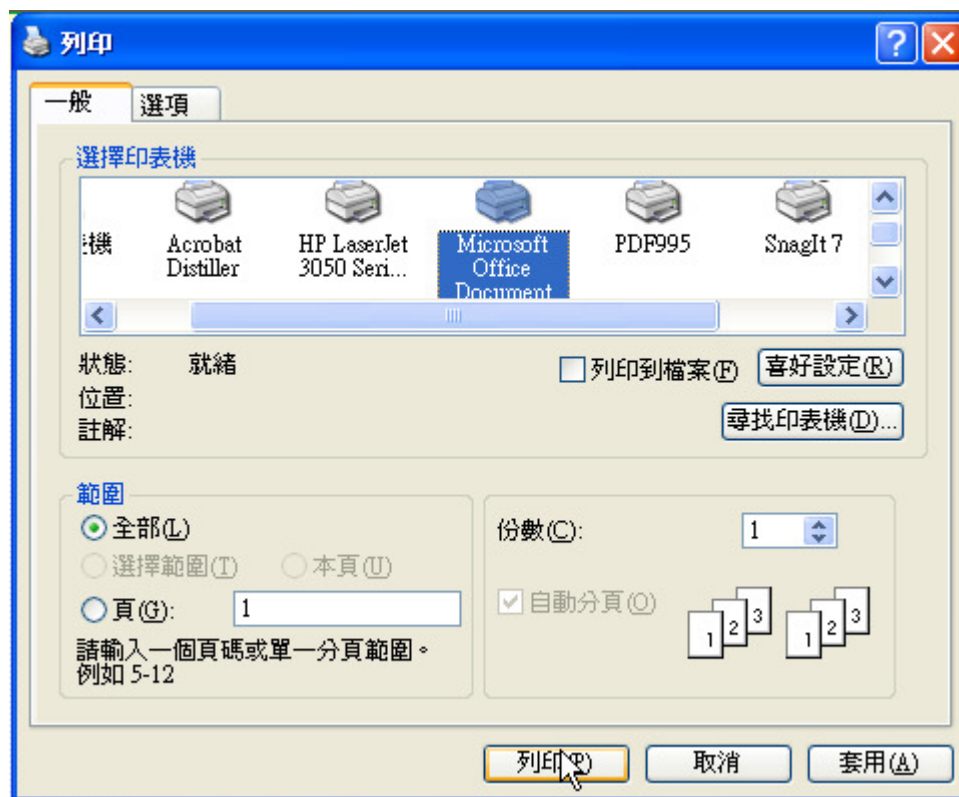 列印
一般
選項
選擇印表機
機
Acrobat Distiller
HP LaserJet 3050 Seri...
Microsoft Office Document
PDF995
SnagIt 7
狀態: 就緒
列印到檔案(F)
喜好設定(R)
位置:
註解:
尋找印表機(D)...
範圍
全部(L)
選擇範圍(T)
本頁(U)
頁(G): 1
請輸入一個頁碼或單一分頁範圍。
例如 5-12
份數(C): 1
自動分頁(O)
1 2 3 1 2 3
列印(P)
取消
套用(A)